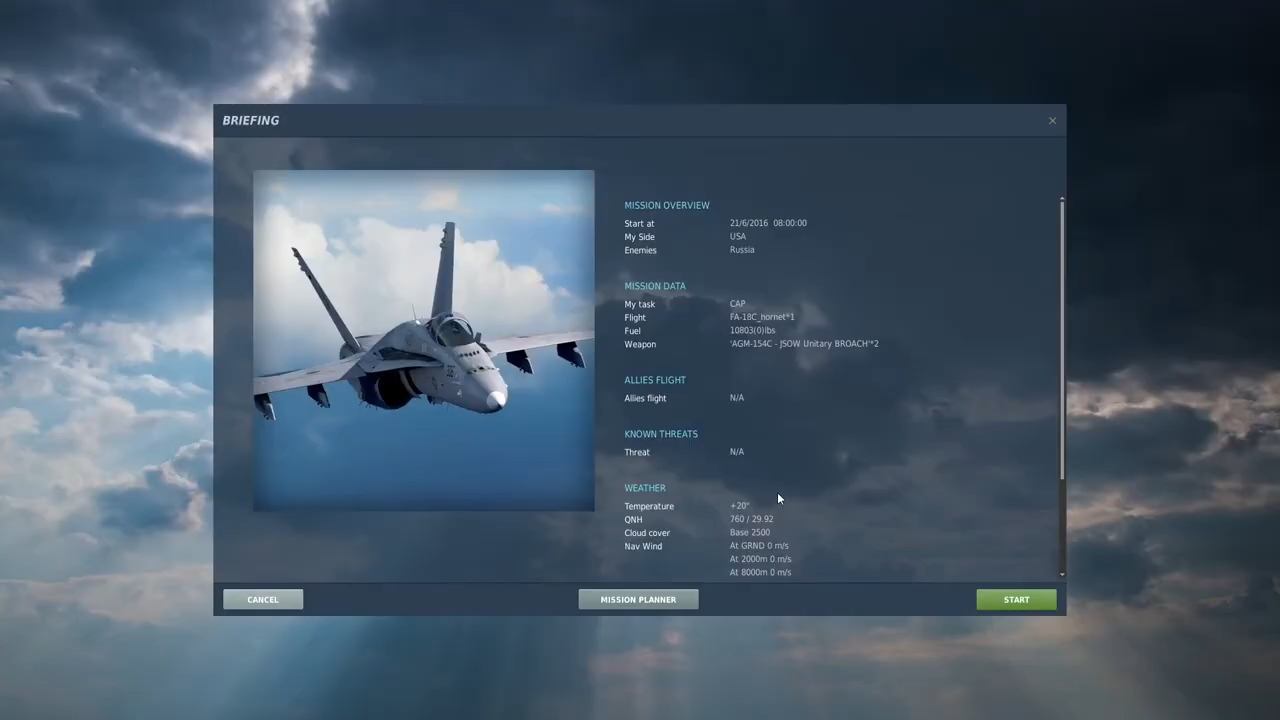 BRIEFING
MISSION OVERVIEW
Start at 21/6/2016 08:00:00
My Side USA
Enemies Russia
MISSION DATA
My task CAP
Flight FA-18C_hornet*1
Fuel 10803(0)lbs
Weapon 'AGM-154C - JSOW Unitary BROACH'*2
ALLIES FLIGHT
Allies flight N/A
KNOWN THREATS
Threat N/A
WEATHER
Temperature +20°
QNH 760 / 29.92
Cloud cover Base 2500
Nav Wind At GRND 0 m/s
At 2000m 0 m/s
At 8000m 0 m/s
CANCEL
MISSION PLANNER
START